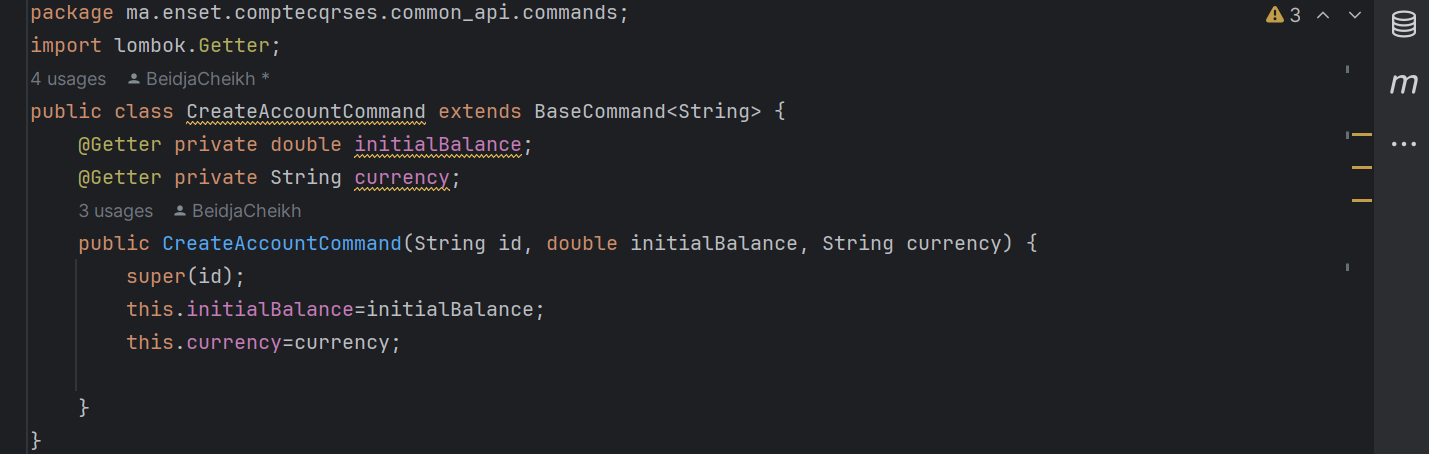 package ma.enset.comptecqrses.common_api.commands;
3
import lombok.Getter;
4 usages BeidjaCheikh *
m
public class CreateAccountCommand extends BaseCommand<String> {
@Getter private double initialBalance;
@Getter private String currency;
3 usages BeidjaCheikh
public CreateAccountCommand(String id, double initialBalance, String currency) {
super(id);
this.initialBalance=initialBalance;
this.currency=currency;
}
}